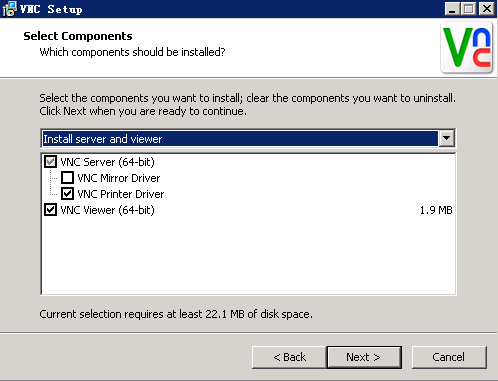 VNC Setup
Select Components
Which components should be installed?
Vnc
Select the components you want to install; clear the components you want to uninstall.
Click Next when you are ready to continue.
Install server and viewer
VNC Server (64-bit)
VNC Mirror Driver
VNC Printer Driver
VNC Viewer (64-bit) 1.9 MB
Current selection requires at least 22.1 MB of disk space.
< Back Next > Cancel